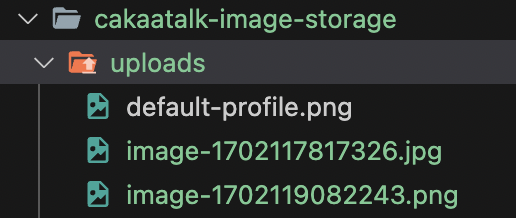 cakaatalk-image-storage
uploads
default-profile.png
image-1702117817326.jpg
image-1702119082243.png